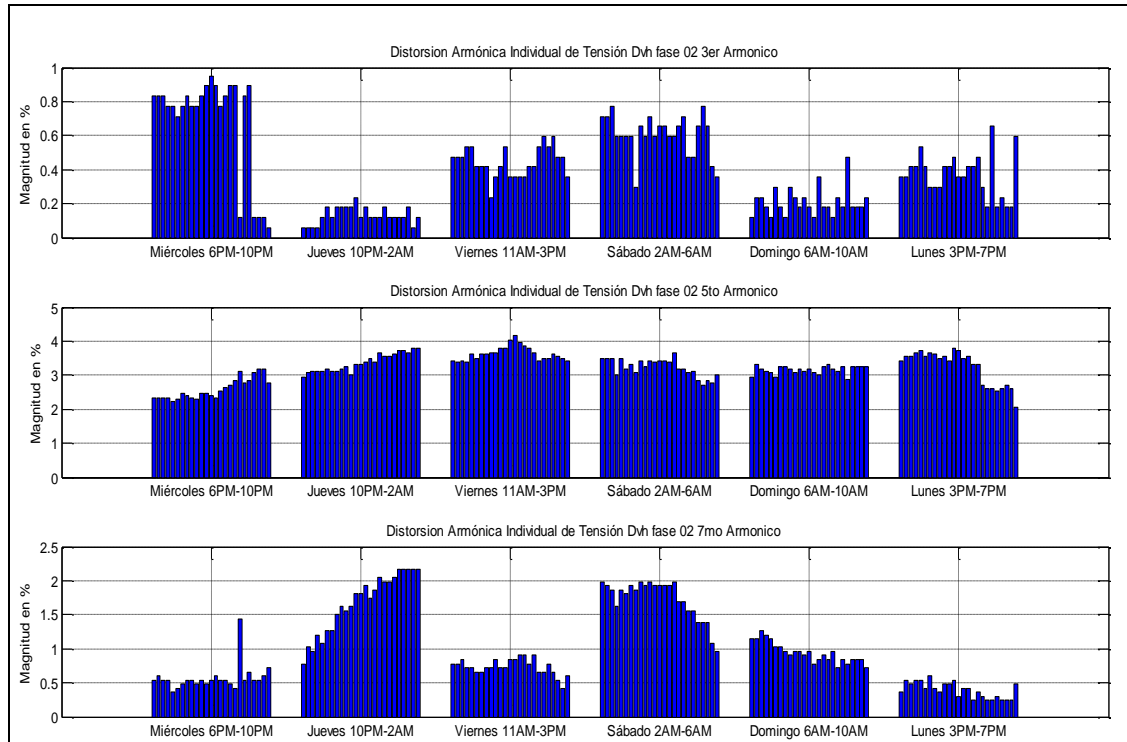 Distorsion Armónica Individual de Tensión Dvh fase 02 3er Armonico
Magnitud en %
1
0.8
0.6
0.4
0.2
0
Miércoles 6PM-10PM Jueves 10PM-2AM Viernes 11AM-3PM Sábado 2AM-6AM Domingo 6AM-10AM Lunes 3PM-7PM
Distorsion Armónica Individual de Tensión Dvh fase 02 5to Armonico
Magnitud en %
5
4
3
2
1
0
Miércoles 6PM-10PM Jueves 10PM-2AM Viernes 11AM-3PM Sábado 2AM-6AM Domingo 6AM-10AM Lunes 3PM-7PM
Distorsion Armónica Individual de Tensión Dvh fase 02 7mo Armonico
Magnitud en %
2.5
2
1.5
1
0.5
0
Miércoles 6PM-10PM Jueves 10PM-2AM Viernes 11AM-3PM Sábado 2AM-6AM Domingo 6AM-10AM Lunes 3PM-7PM